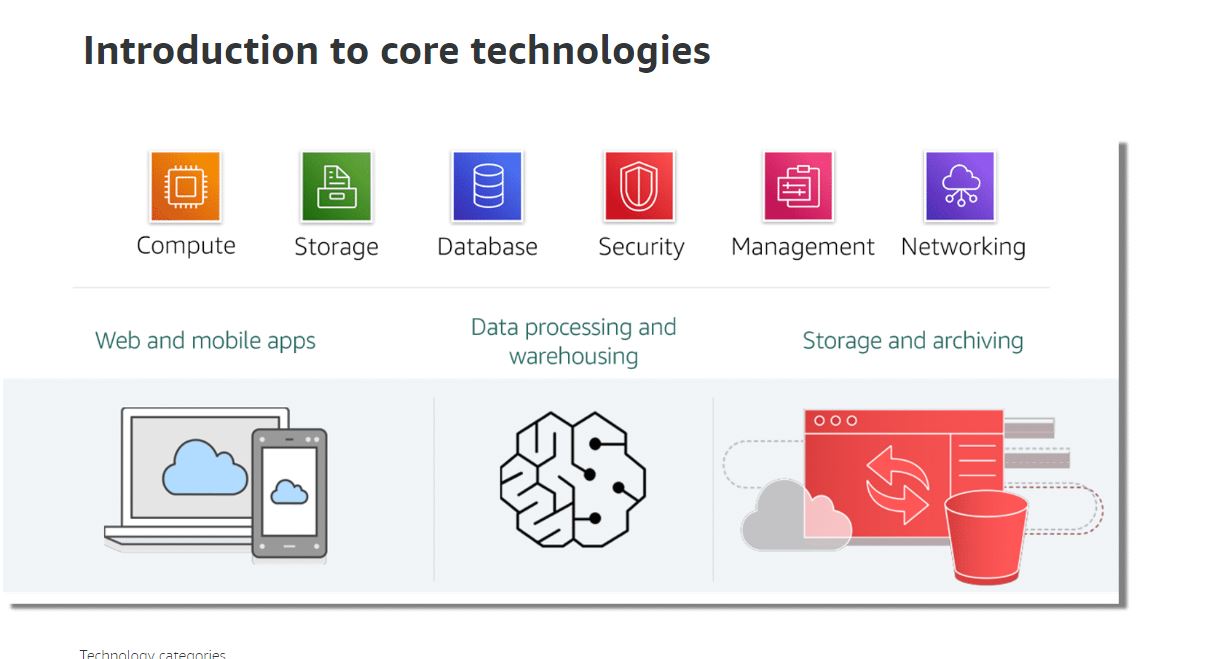 Introduction to core technologies
Compute
Storage
Database
Security
Management
Networking
Web and mobile apps
Data processing and
warehousing
Storage and archiving
Technology categories